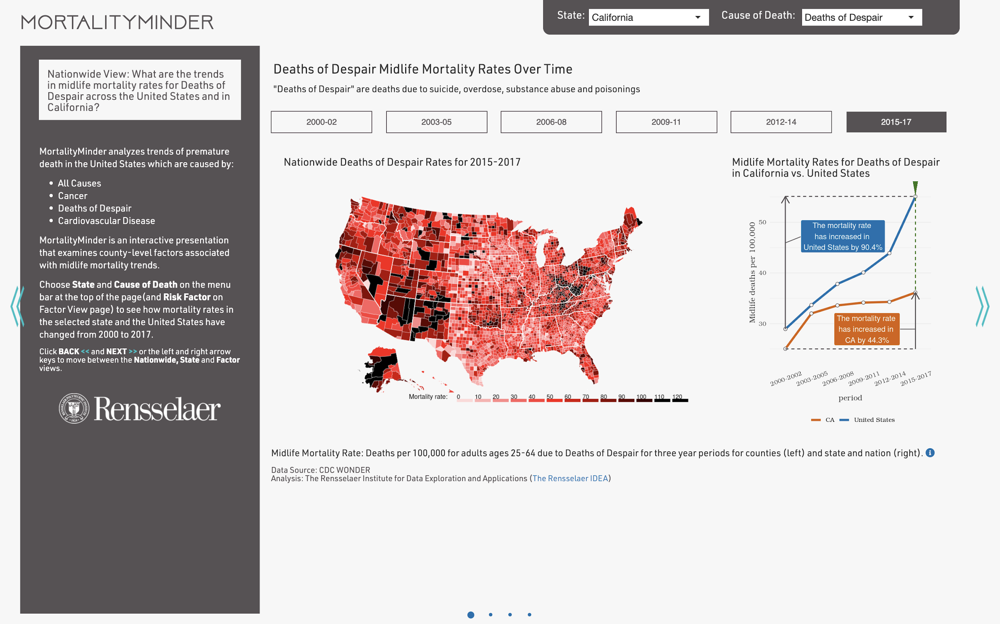 MORTALITYMINDER
State: California Cause of Death: Deaths of Despair
Nationwide View: What are the trends
in midlife mortality rates for Deaths of
Despair across the United States and in
California?
MortalityMinder analyzes trends of premature
death in the United States which are caused by:
• All Causes
• Cancer
• Deaths of Despair
• Cardiovascular Disease
MortalityMinder is an interactive presentation
that examines county-level factors associated
with midlife mortality trends.
Choose State and Cause of Death on the menu
bar at the top of the page(and Risk Factor on
Factor View page) to see how mortality rates in
the selected state and the United States have
changed from 2000 to 2017.
Click BACK << and NEXT >> or the left and right arrow
keys to move between the Nationwide, State and Factor
views.
RENSSELAER POLYTECHNIC INSTITUTE
1824
Rensselaer
Deaths of Despair Midlife Mortality Rates Over Time
"Deaths of Despair" are deaths due to suicide, overdose, substance abuse and poisonings
2000-02 2003-05 2006-08 2009-11 2012-14 2015-17
Nationwide Deaths of Despair Rates for 2015-2017
Mortality rate: 0 10 20 30 40 50 60 70 80 90 100 110 120
Midlife Mortality Rates for Deaths of Despair
in California vs. United States
Midlife deaths per 100,000
50
40
30
The mortality rate
has increased in
United States by 90.4%
The mortality rate
has increased in
CA by 44.3%
2000-2002 2003-2005 2006-2008 2009-2011 2012-2014 2015-2017
period
CA United States
Midlife Mortality Rate: Deaths per 100,000 for adults ages 25-64 due to Deaths of Despair for three year periods for counties (left) and state and nation (right). i
Data Source: CDC WONDER
Analysis: The Rensselaer Institute for Data Exploration and Applications (The Rensselaer IDEA)